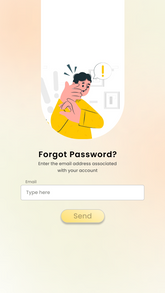 Forgot Password?
Enter the email address associated
with your account
Email
Type here
Send